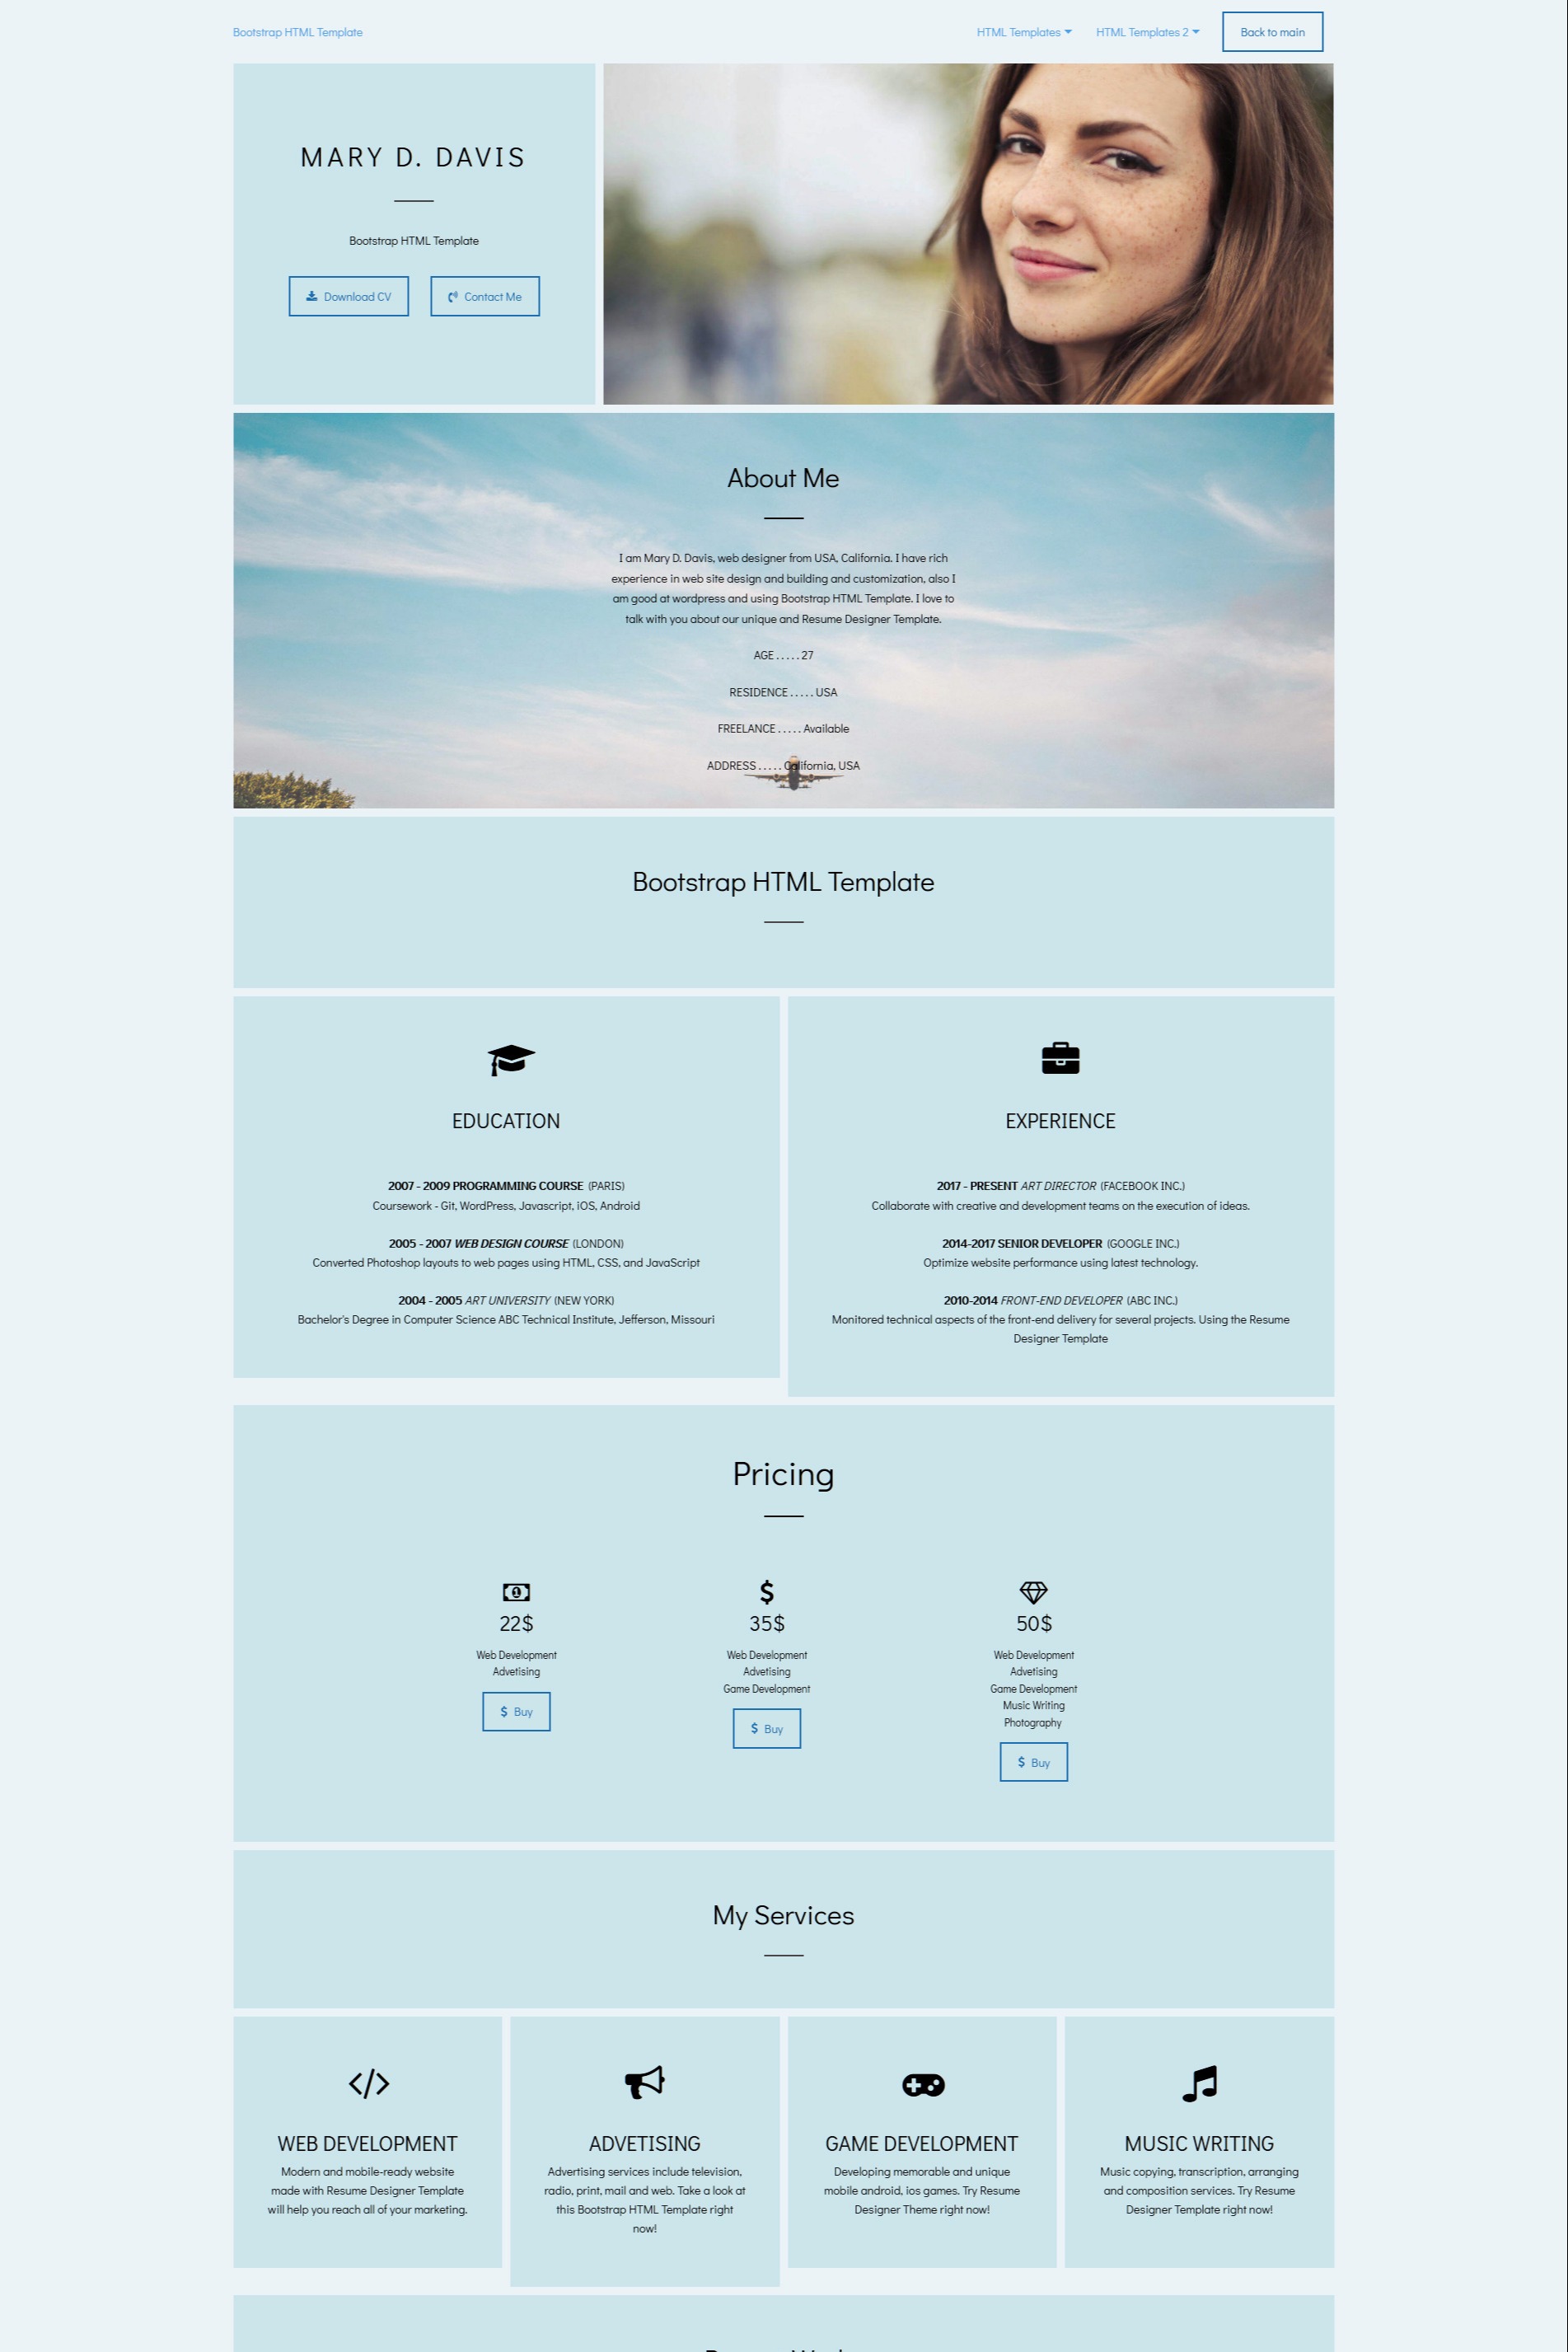 Bootstrap HTML Template
HTML Templates
HTML Templates 2
Back to main
MARY D. DAVIS
Bootstrap HTML Template
Download CV
Contact Me
About Me
I am Mary D. Davis, web designer from USA, California. I have rich
experience in web site design and building and customization, also I
am good at wordpress and using Bootstrap HTML Template. I love to
talk with you about our unique and Resume Designer Template.
AGE . . . . . 27
RESIDENCE . . . . . USA
FREELANCE . . . . . Available
ADDRESS . . . . . California, USA
Bootstrap HTML Template
EDUCATION
2007 - 2009 PROGRAMMING COURSE (PARIS)
Coursework - Git, WordPress, Javascript, iOS, Android
2005 - 2007 WEB DESIGN COURSE (LONDON)
Converted Photoshop layouts to web pages using HTML, CSS, and JavaScript
2004 - 2005 ART UNIVERSITY (NEW YORK)
Bachelor's Degree in Computer Science ABC Technical Institute, Jefferson, Missouri
EXPERIENCE
2017 - PRESENT ART DIRECTOR (FACEBOOK INC.)
Collaborate with creative and development teams on the execution of ideas.
2014-2017 SENIOR DEVELOPER (GOOGLE INC.)
Optimize website performance using latest technology.
2010-2014 FRONT-END DEVELOPER (ABC INC.)
Monitored technical aspects of the front-end delivery for several projects. Using the Resume
Designer Template
Pricing
22$
Web Development
Advetising
$ Buy
35$
Web Development
Advetising
Game Development
$ Buy
50$
Web Development
Advetising
Game Development
Music Writing
Photography
$ Buy
My Services
WEB DEVELOPMENT
Modern and mobile-ready website
made with Resume Designer Template
will help you reach all of your marketing.
ADVETISING
Advertising services include television,
radio, print, mail and web. Take a look at
this Bootstrap HTML Template right
now!
GAME DEVELOPMENT
Developing memorable and unique
mobile android, ios games. Try Resume
Designer Theme right now!
MUSIC WRITING
Music copying, transcription, arranging
and composition services. Try Resume
Designer Template right now!